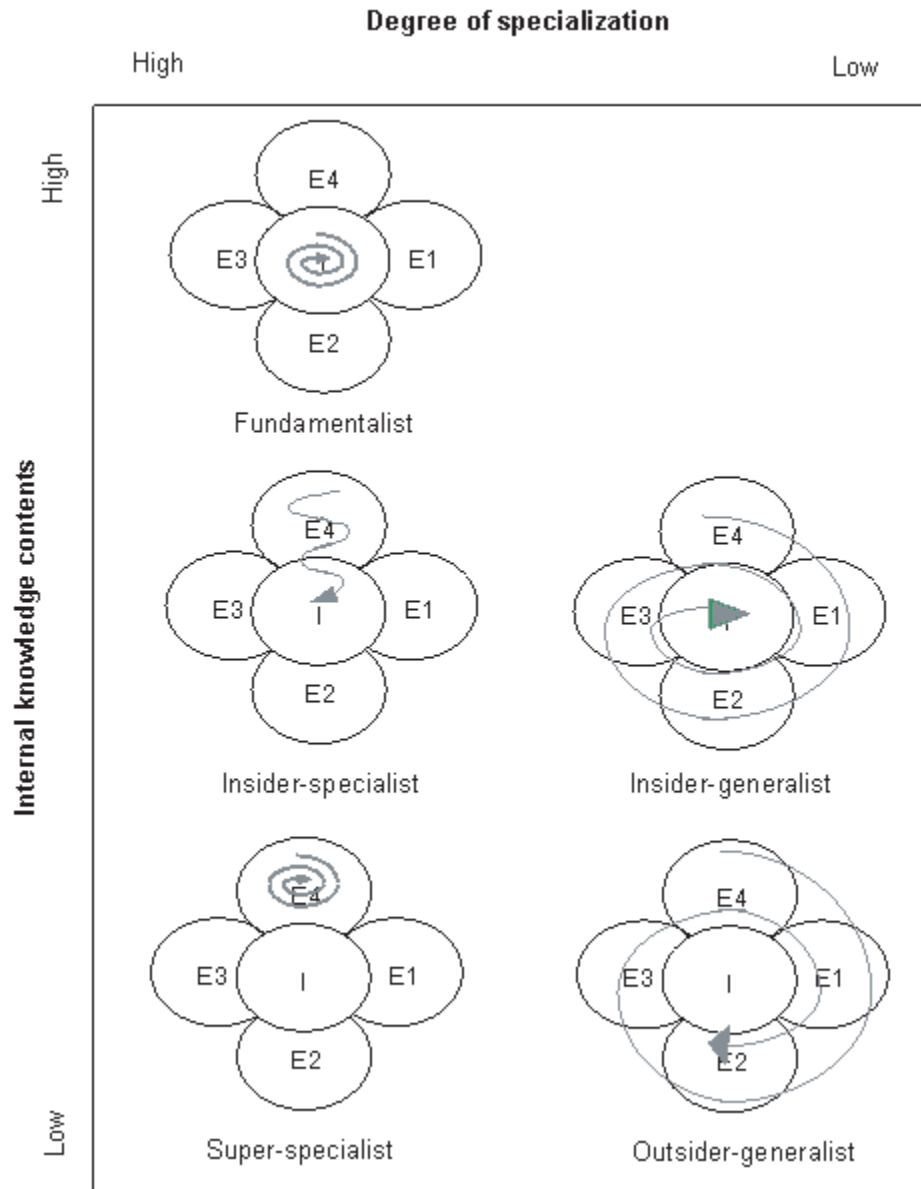 Degree of specialization
High
Low
High
Internal knowledge contents
Low
E4
E3
I
E1
E2
Fundamentalist
E4
E3
I
E1
E2
Insider-specialist
E4
E3
I
E1
E2
Insider-generalist
E4
E3
I
E1
E2
Super-specialist
E4
E3
I
E1
E2
Outsider-generalist